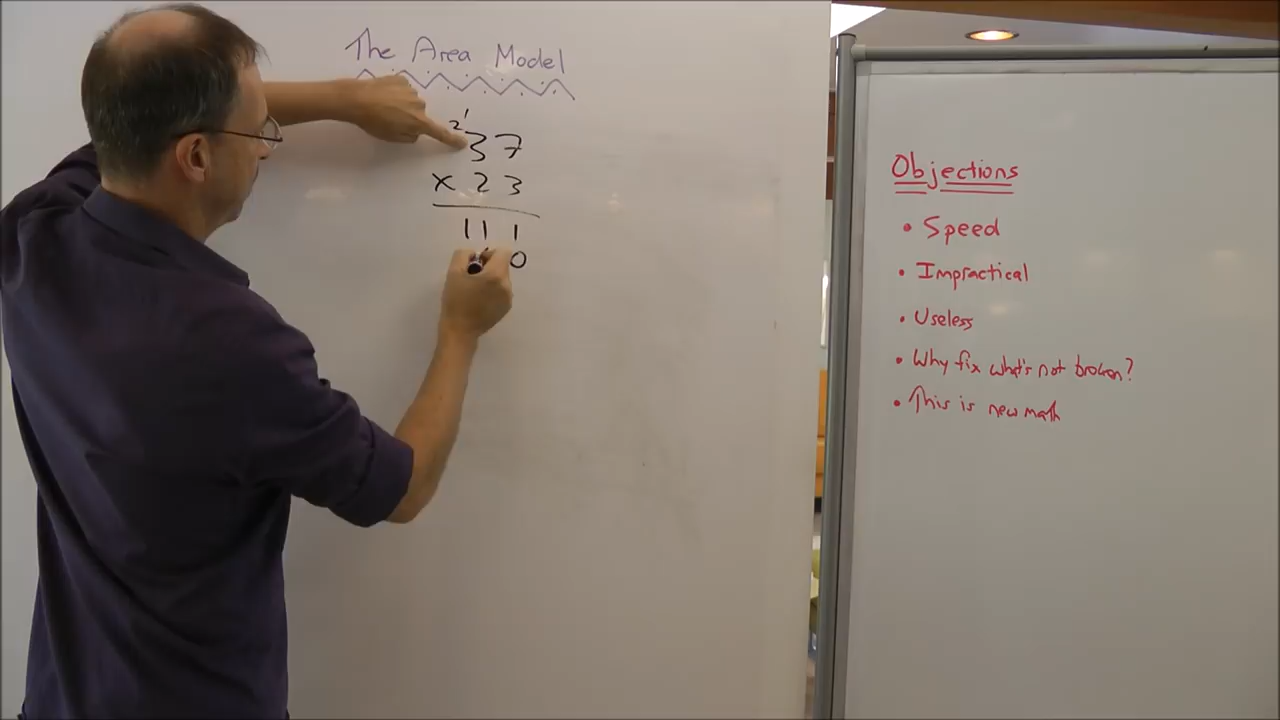 The Area Model
2 1
37
x 23
111
0
Objections
• Speed
• Impractical
• Useless
• Why fix what's not broken?
• This is new math